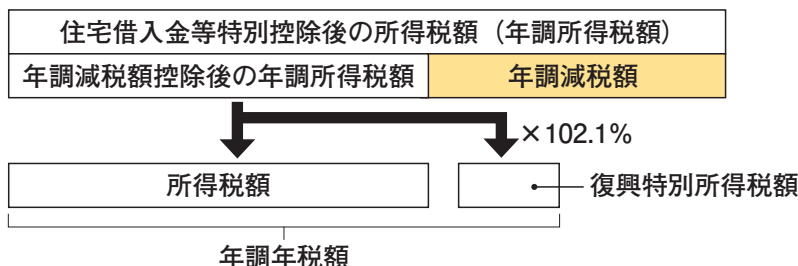 住宅借入金等特別控除後の所得税額（年調所得税額）
年調減税額控除後の年調所得税額
年調減税額
×102.1%
所得税額
復興特別所得税額
年調年税額